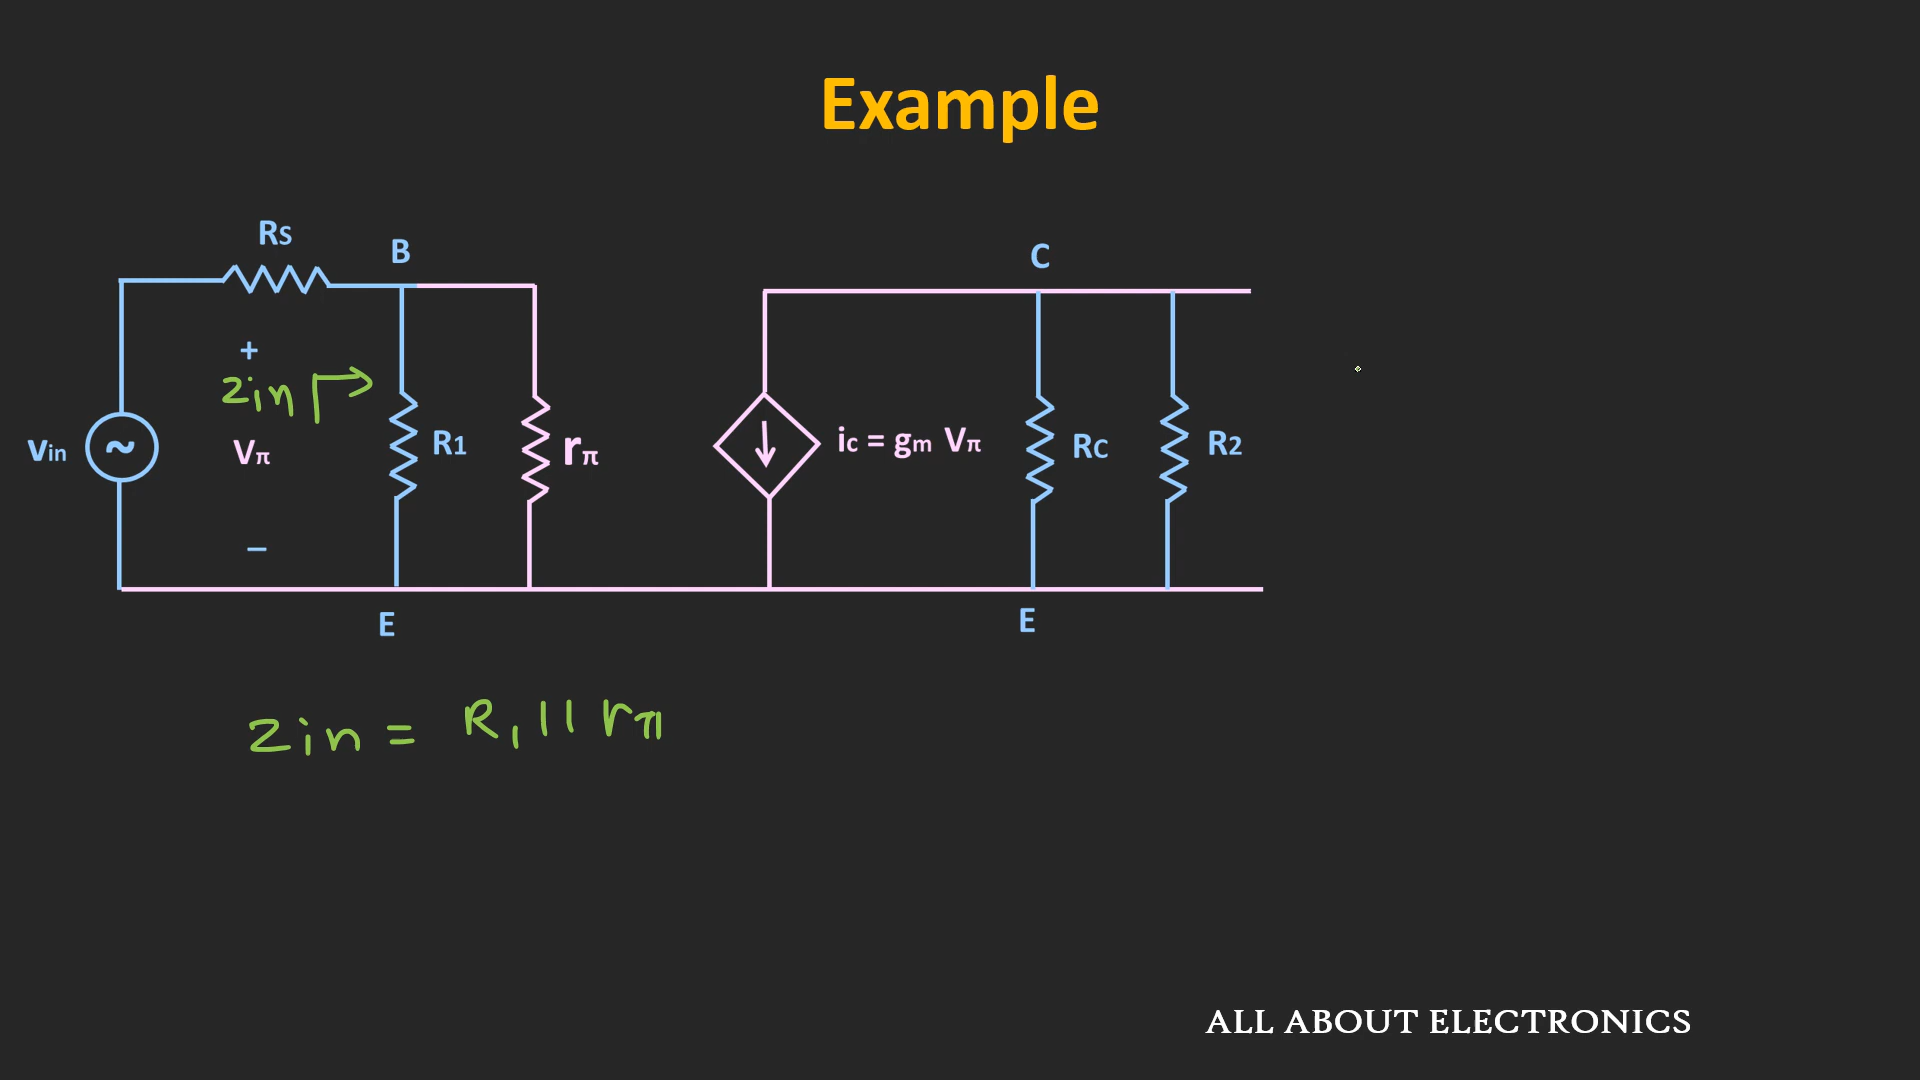 Example
Rs
B
C
+
Zin
Vin
Vπ
R1
rπ
ic = gm Vπ
RC
R2
–
E
E
Zin = R1 || rπ
ALL ABOUT ELECTRONICS